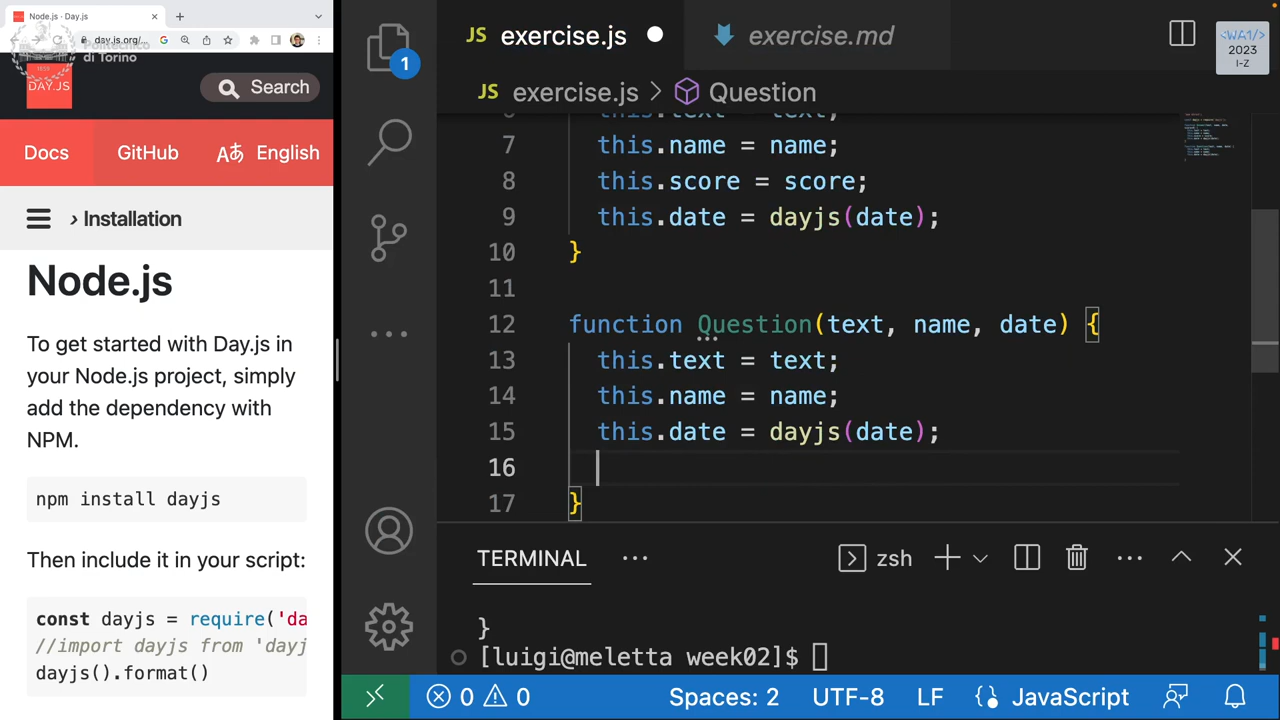 Node.js · Day.js
day.js.org/...
Politecnico
di Torino
DAY.JS
Search
Docs
GitHub
English
› Installation
Node.js
To get started with Day.js in
your Node.js project, simply
add the dependency with
NPM.
npm install dayjs
Then include it in your script:
const dayjs = require('da
//import dayjs from 'dayj
dayjs().format()
JS exercise.js
exercise.md
<WA1/>
2023
I-Z
1
JS exercise.js > Question
this.text = text;
7 this.name = name;
8 this.score = score;
9 this.date = dayjs(date);
10 }
11
12 function Question(text, name, date) {
13 this.text = text;
14 this.name = name;
15 this.date = dayjs(date);
16
17 }
TERMINAL
zsh
}
[luigi@meletta week02]$
0 0
Spaces: 2
UTF-8
LF
JavaScript